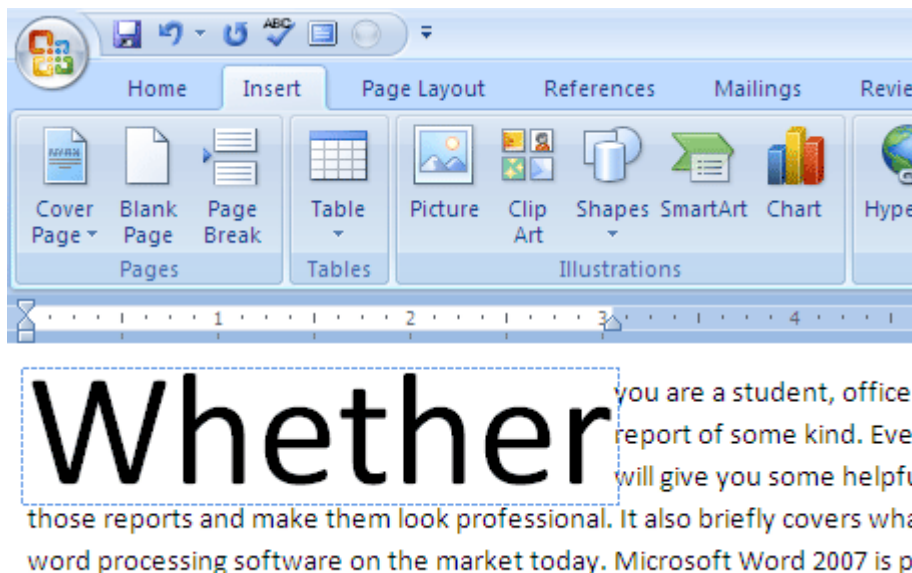 ABC
Home Insert Page Layout References Mailings Revie
Cover Page Blank Page Page Break Table Picture Clip Art Shapes SmartArt Chart Hype
Pages Tables Illustrations
1 2 3 4
Whether you are a student, office
report of some kind. Eve
will give you some helpfu
those reports and make them look professional. It also briefly covers wha
word processing software on the market today. Microsoft Word 2007 is p